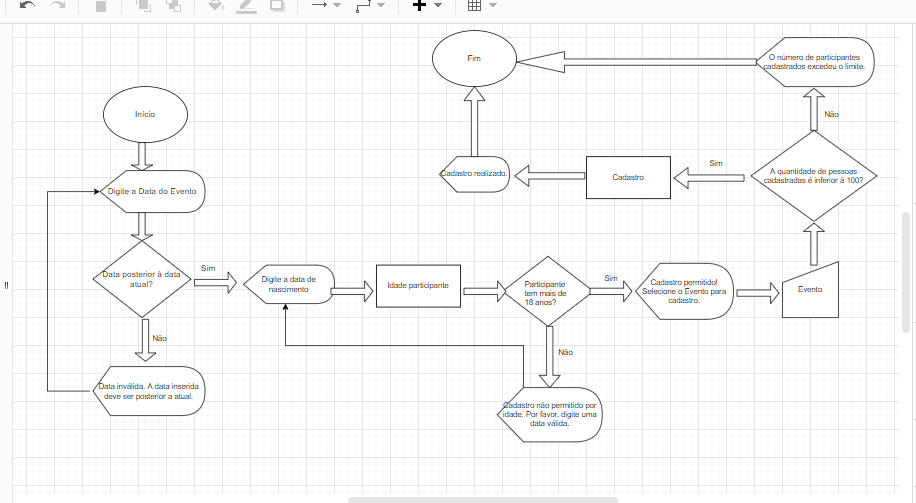 Início
Digite a Data do Evento
Data posterior à data
atual?
Sim
Não
Data inválida. A data inserida
deve ser posterior a atual.
Digite a data de
nascimento
Idade participante
Participante
tem mais de
18 anos?
Sim
Não
Cadastro não permitido por
idade. Por favor, digite uma
data válida.
Cadastro permitido!
Selecione o Evento para
cadastro.
Evento
A quantidade de pessoas
cadastradas é inferior à 100?
Não
O número de participantes
cadastrados excedeu o limite.
Sim
Cadastro
Cadastro realizado.
Fim